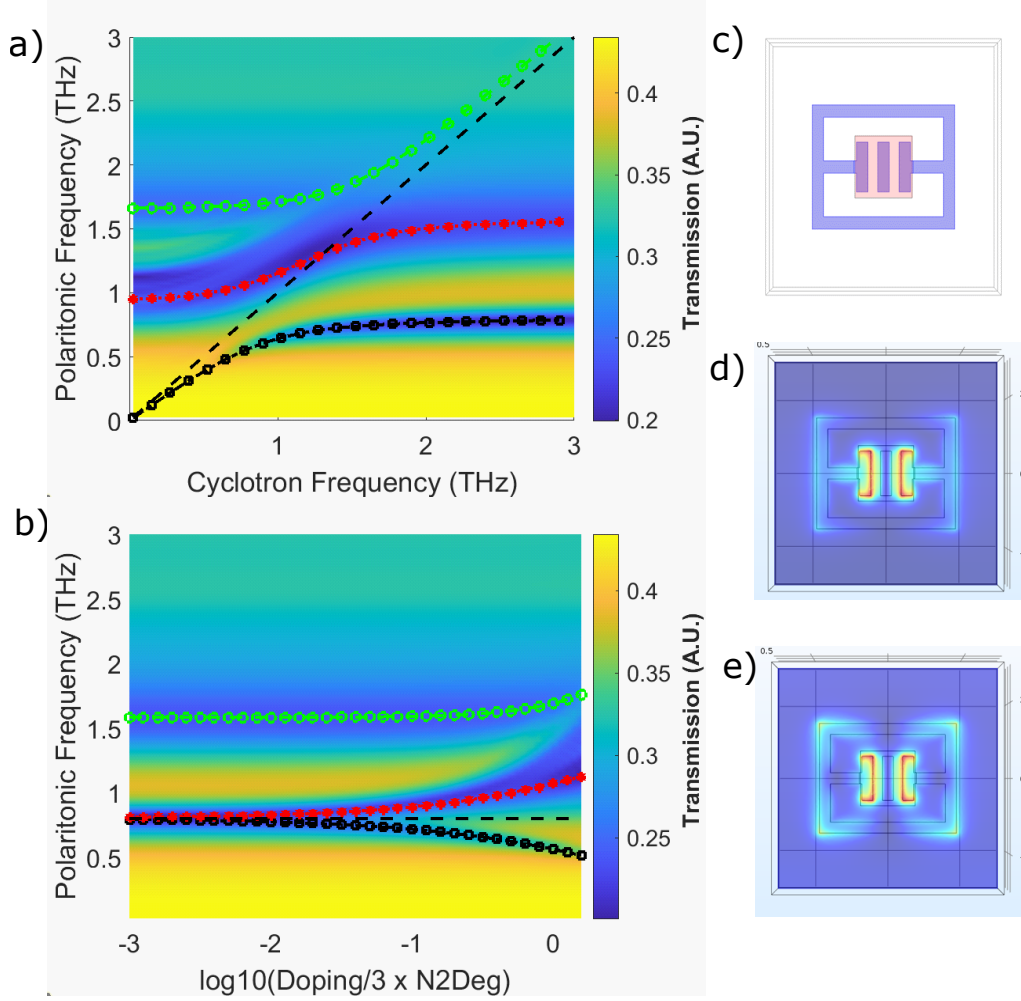 a)
Polaritonic Frequency (THz)
3
2.5
2
1.5
1
0.5
0
1
2
3
Cyclotron Frequency (THz)
0.4
0.35
0.3
0.25
0.2
Transmission (A.U.)
b)
Polaritonic Frequency (THz)
3
2.5
2
1.5
1
0.5
-3
-2
-1
0
log10(Doping/3 x N2Deg)
0.4
0.35
0.3
0.25
Transmission (A.U.)
c)
d)
0.5
e)
0.5